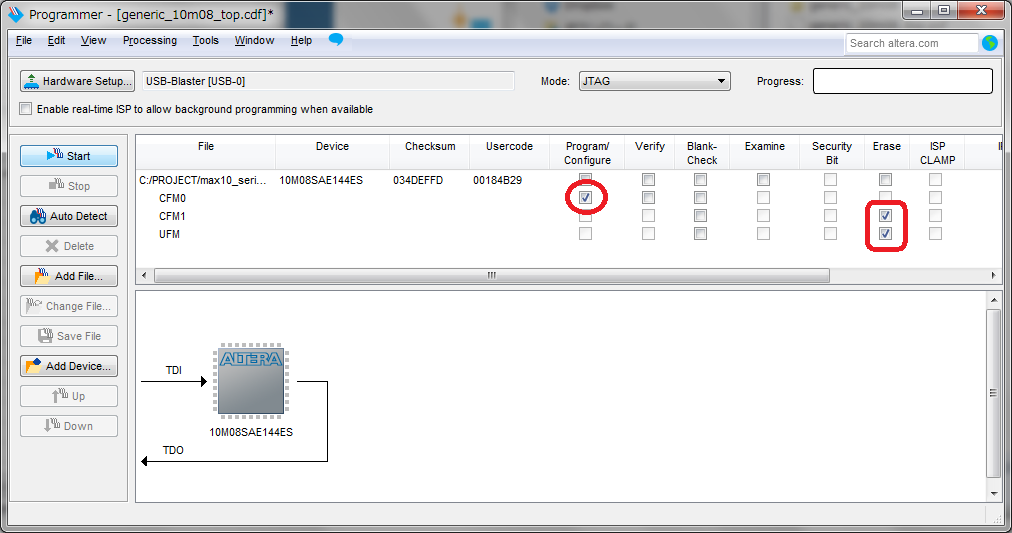 Programmer - [generic_10m08_top.cdf]*
File Edit View Processing Tools Window Help
Search altera.com
Hardware Setup... USB-Blaster [USB-0] Mode: JTAG Progress:
Enable real-time ISP to allow background programming when available
Start
Stop
Auto Detect
Delete
Add File...
Change File...
Save File
Add Device...
Up
Down
File Device Checksum Usercode Program/ Configure Verify Blank- Check Examine Security Bit Erase ISP CLAMP
C:/PROJECT/max10_seri... 10M08SAE144ES 034DEFFD 00184B29
CFM0
CFM1
UFM
TDI
ALTERA
10M08SAE144ES
TDO